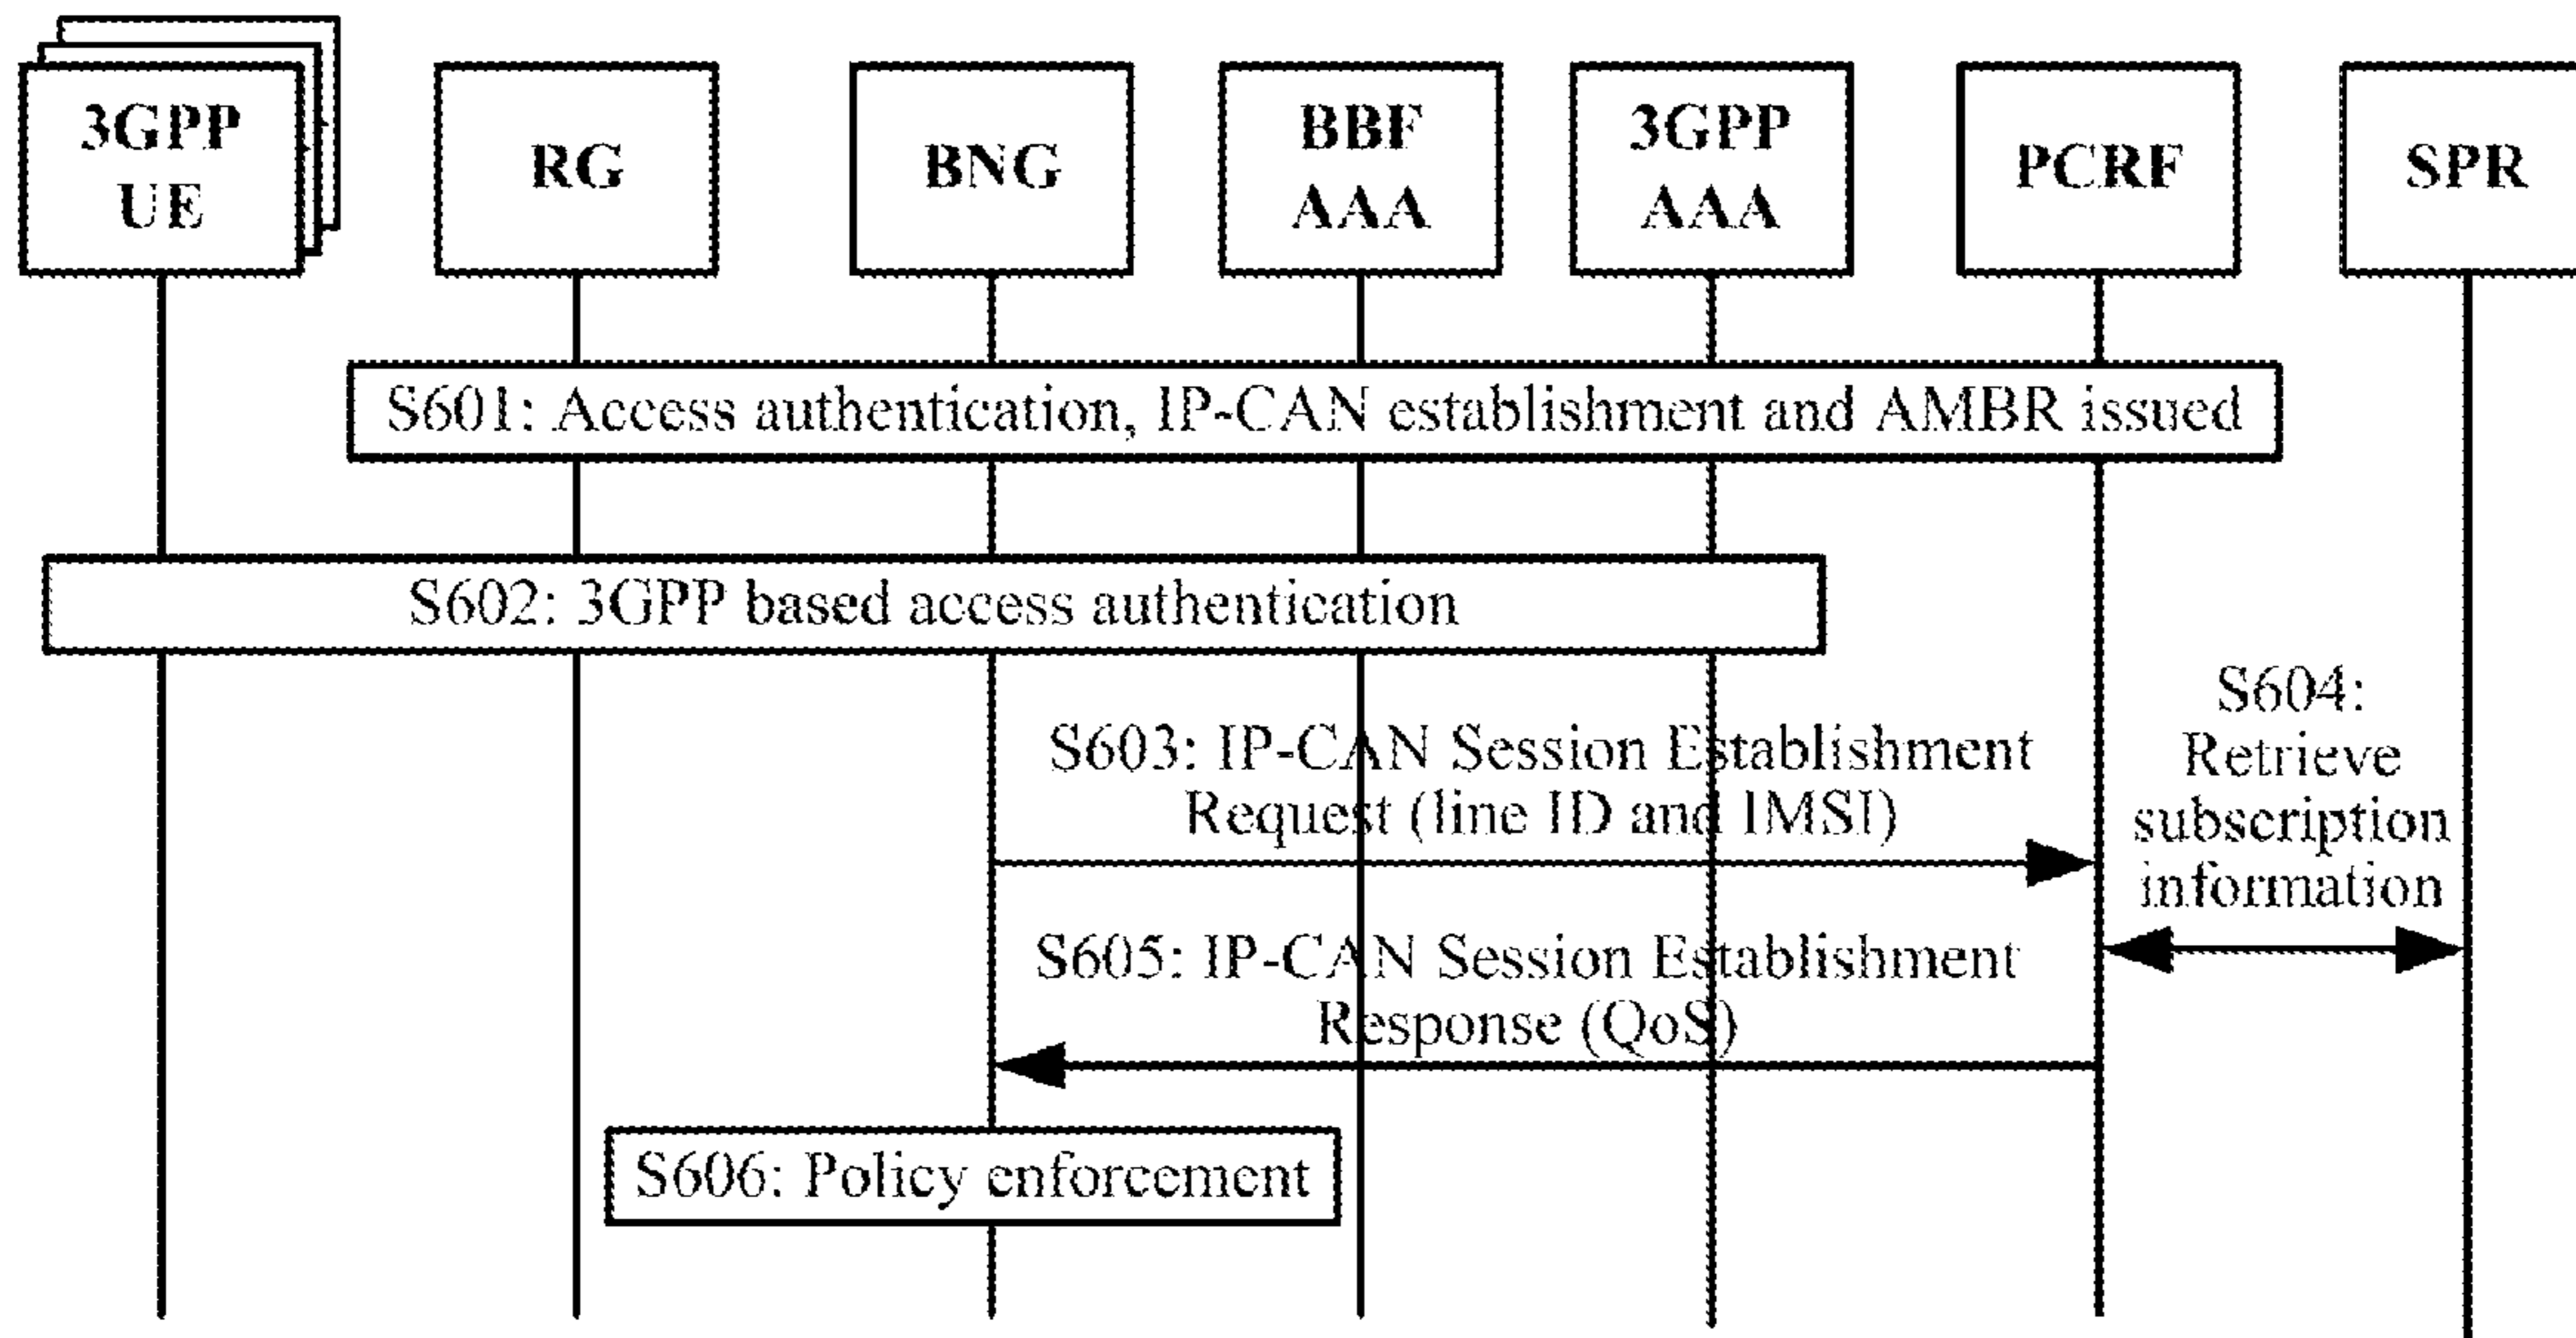 3GPP
UE
RG
BNG
BBF
AAA
3GPP
AAA
PCRF
SPR
S601: Access authentication, IP-CAN establishment and AMBR issued
S602: 3GPP based access authentication
S603: IP-CAN Session Establishment
Request (line ID and IMSI)
S604:
Retrieve
subscription
information
S605: IP-CAN Session Establishment
Response (QoS)
S606: Policy enforcement